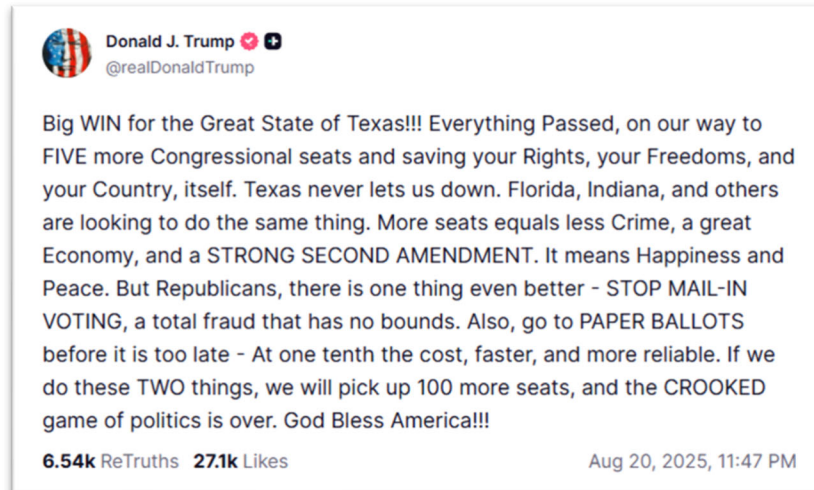 Donald J. Trump
@realDonaldTrump
Big WIN for the Great State of Texas!!! Everything Passed, on our way to
FIVE more Congressional seats and saving your Rights, your Freedoms, and
your Country, itself. Texas never lets us down. Florida, Indiana, and others
are looking to do the same thing. More seats equals less Crime, a great
Economy, and a STRONG SECOND AMENDMENT. It means Happiness and
Peace. But Republicans, there is one thing even better - STOP MAIL-IN
VOTING, a total fraud that has no bounds. Also, go to PAPER BALLOTS
before it is too late - At one tenth the cost, faster, and more reliable. If we
do these TWO things, we will pick up 100 more seats, and the CROOKED
game of politics is over. God Bless America!!!
6.54k ReTruths 27.1k Likes Aug 20, 2025, 11:47 PM